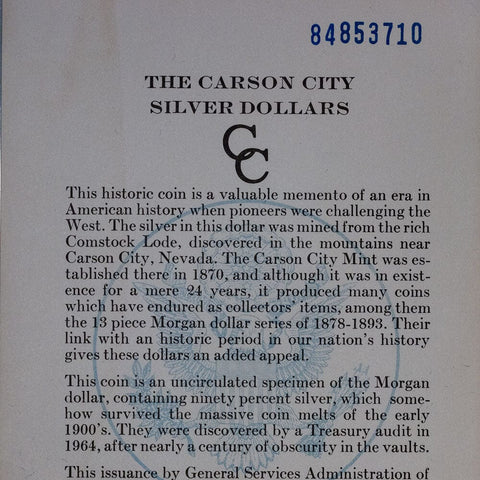 84853710
THE CARSON CITY
SILVER DOLLARS
CC
This historic coin is a valuable memento of an era in
American history when pioneers were challenging the
West. The silver in this dollar was mined from the rich
Comstock Lode, discovered in the mountains near
Carson City, Nevada. The Carson City Mint was es-
tablished there in 1870, and although it was in exist-
ence for a mere 24 years, it produced many coins
which have endured as collectors' items, among them
the 13 piece Morgan dollar series of 1878-1893. Their
link with an historic period in our nation's history
gives these dollars an added appeal.
This coin is an uncirculated specimen of the Morgan
dollar, containing ninety percent silver, which some-
how survived the massive coin melts of the early
1900's. They were discovered by a Treasury audit in
1964, after nearly a century of obscurity in the vaults.
This issuance by General Services Administration of